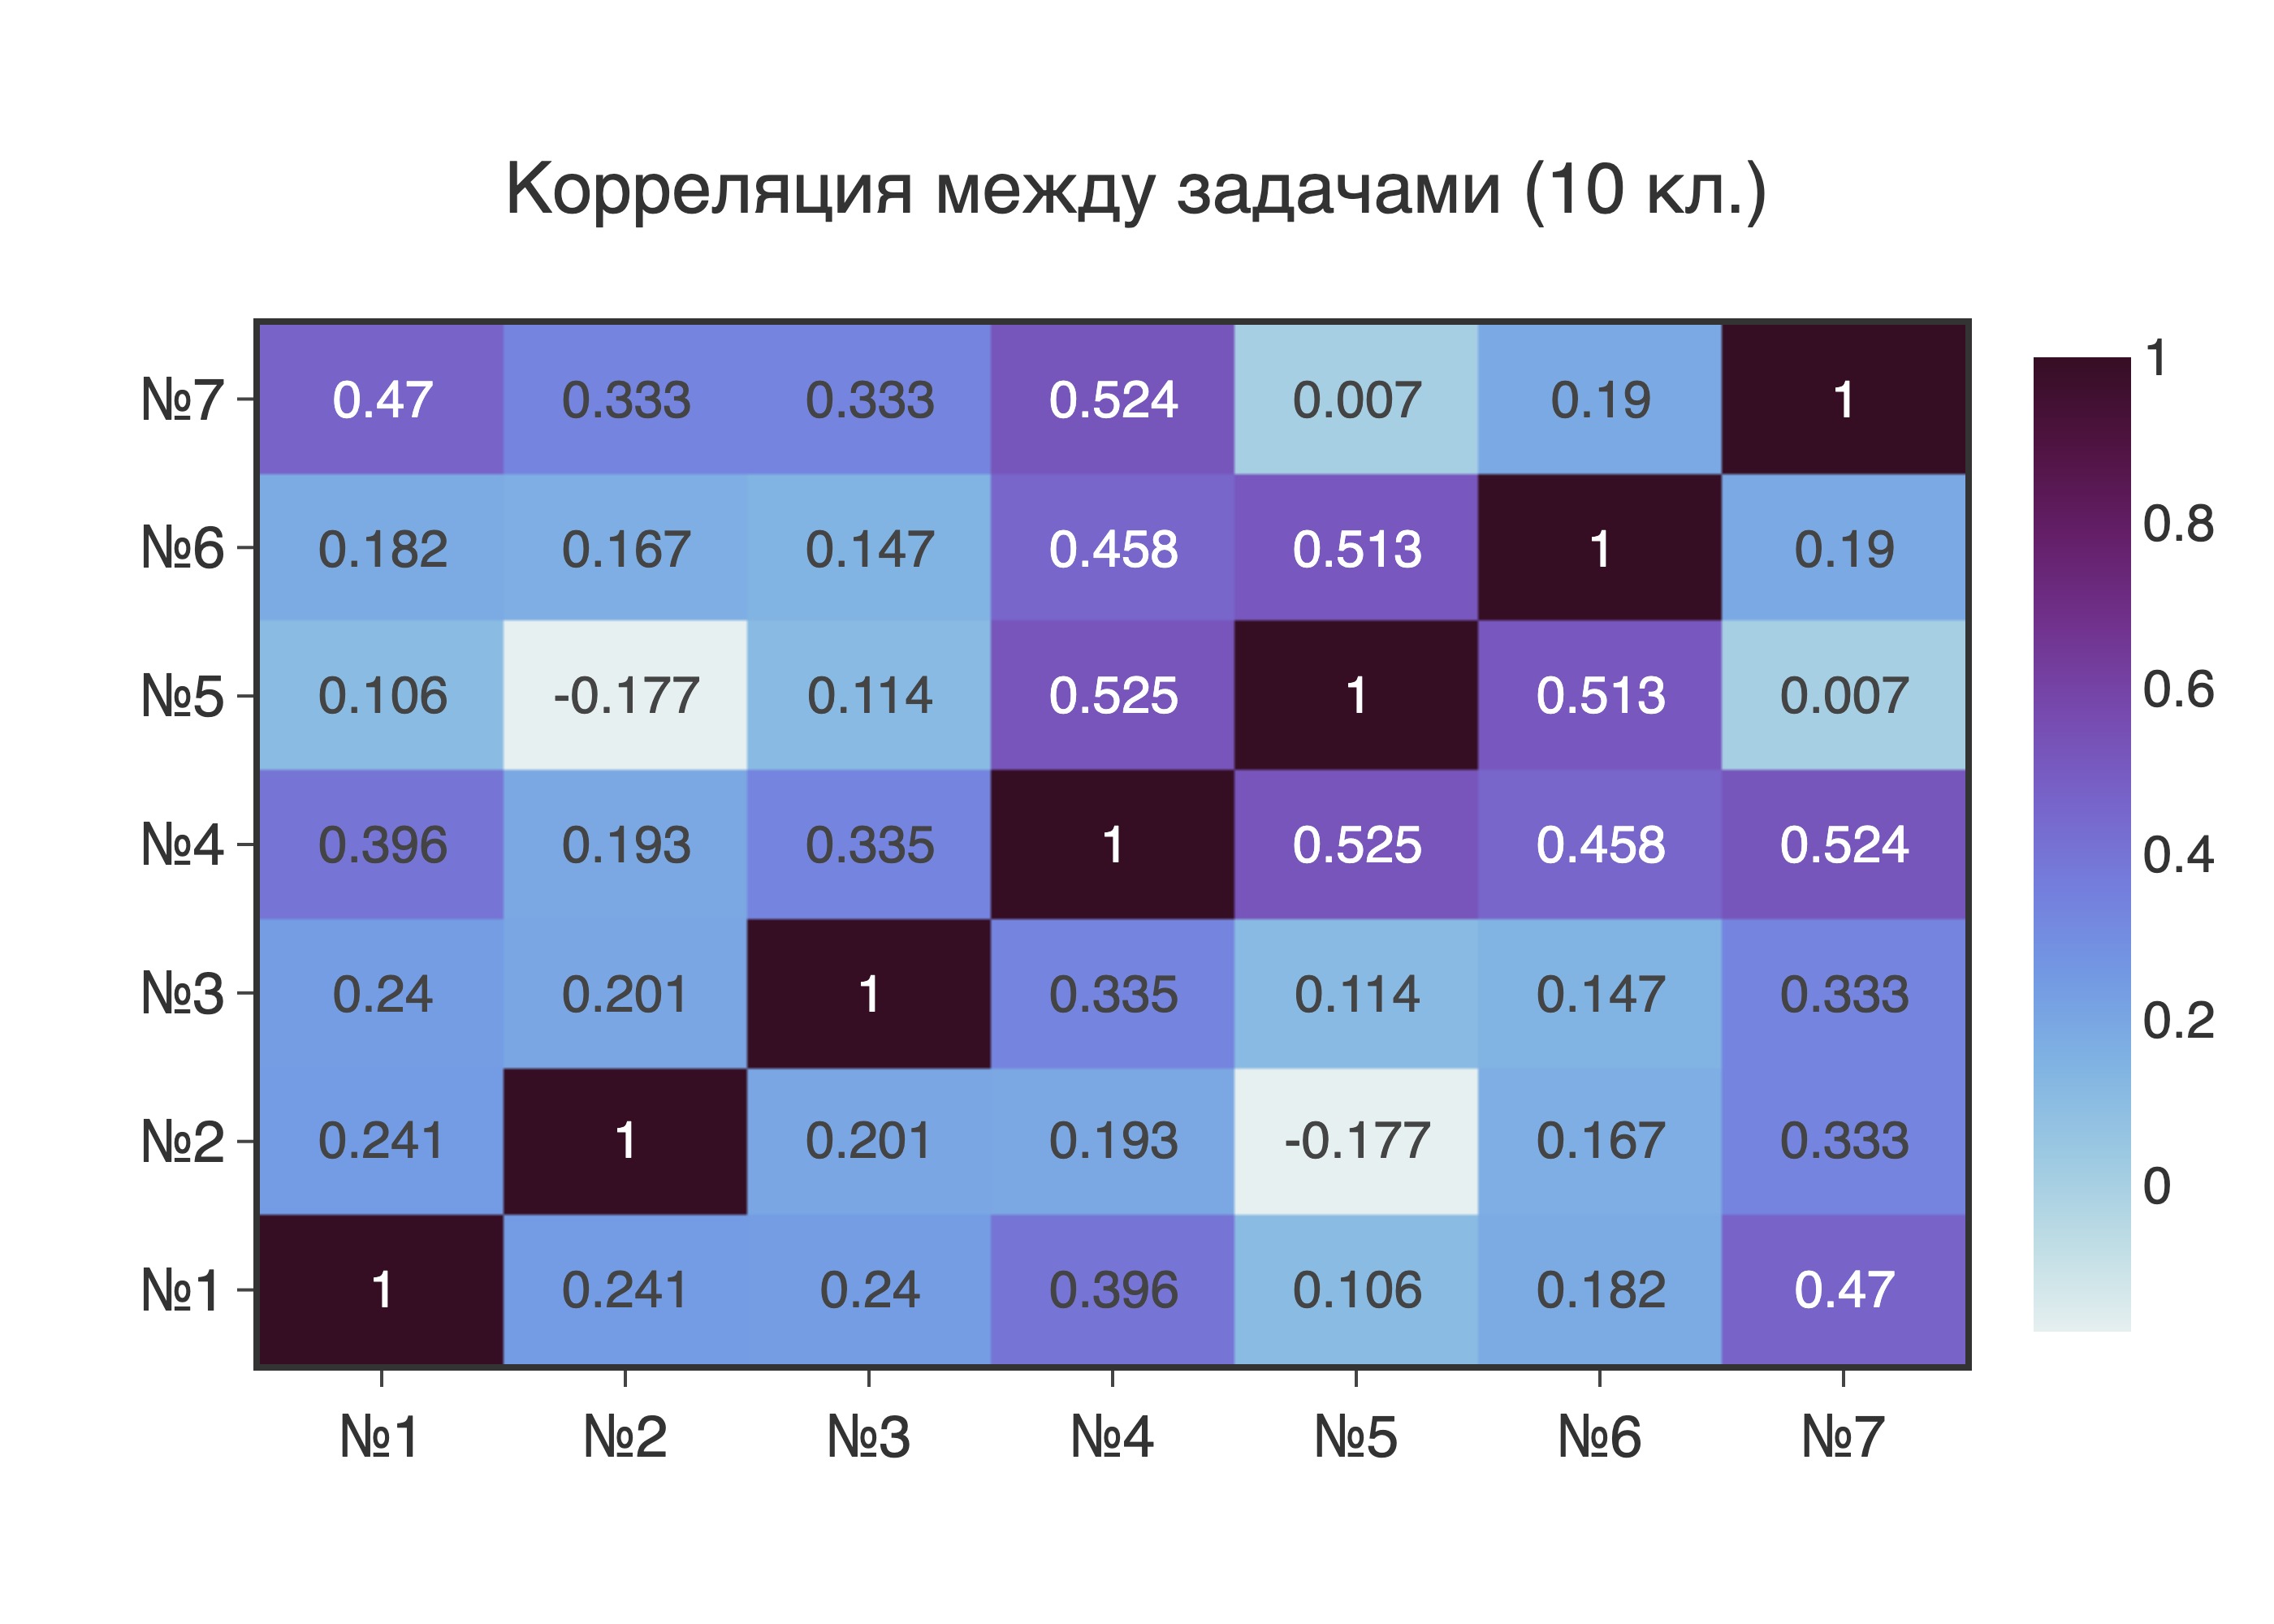 Корреляция между задачами (10 кл.)
№7 0.47 0.333 0.333 0.524 0.007 0.19 1
№6 0.182 0.167 0.147 0.458 0.513 1 0.19
№5 0.106 -0.177 0.114 0.525 1 0.513 0.007
№4 0.396 0.193 0.335 1 0.525 0.458 0.524
№3 0.24 0.201 1 0.335 0.114 0.147 0.333
№2 0.241 1 0.201 0.193 -0.177 0.167 0.333
№1 1 0.241 0.24 0.396 0.106 0.182 0.47
№1 №2 №3 №4 №5 №6 №7
1
0.8
0.6
0.4
0.2
0